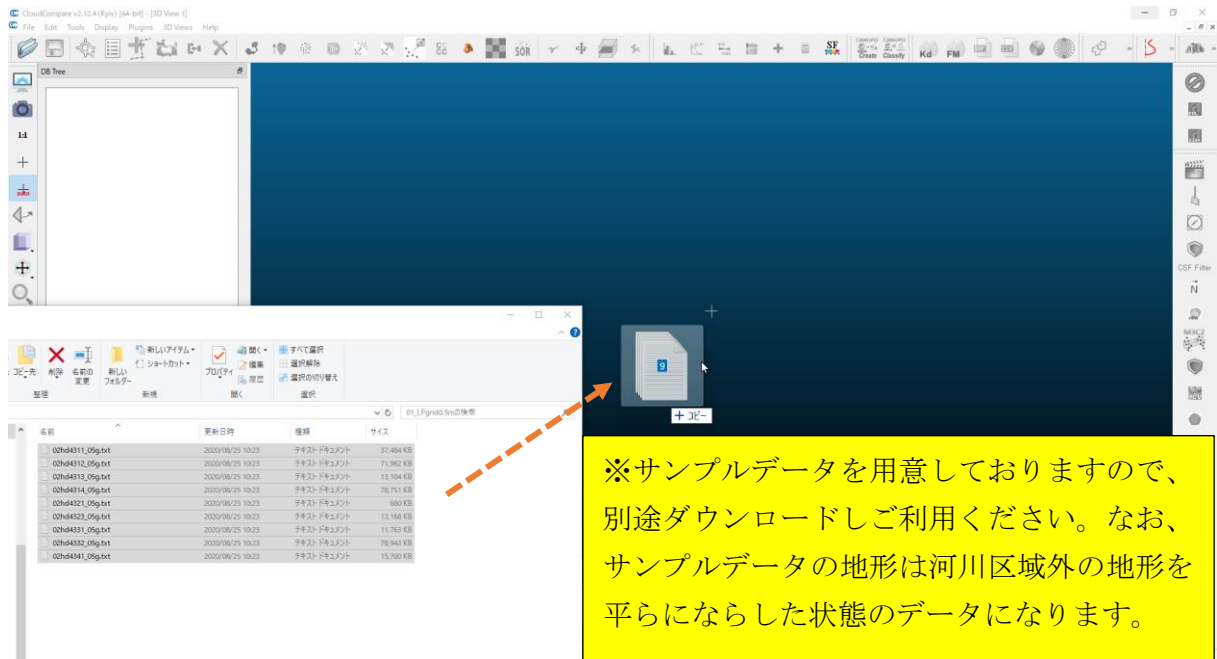 CloudCompare v2.12.4 (Kyiv) [64-bit] - [3D View 1]
File Edit Tools Display Plugins 3D Views Help
SOR
SF
CANUPO Create
CANUPO Classify
Kd
FM
DB Tree
1:1
auto
CSF Filter
N
M3C2
コピー先
削除
名前の変更
新しいフォルダー
新しいアイテム
ショートカット
プロパティ
開く
編集
履歴
すべて選択
選択解除
選択の切り替え
整理
新規
開く
選択
01_LPgrid0.5mの検索
名前 更新日時 種類 サイズ
02hd4311_05g.txt 2020/08/25 10:23 テキスト ドキュメント 37,484 KB
02hd4312_05g.txt 2020/08/25 10:23 テキスト ドキュメント 71,962 KB
02hd4313_05g.txt 2020/08/25 10:23 テキスト ドキュメント 13,104 KB
02hd4314_05g.txt 2020/08/25 10:23 テキスト ドキュメント 78,751 KB
02hd4321_05g.txt 2020/08/25 10:23 テキスト ドキュメント 680 KB
02hd4323_05g.txt 2020/08/25 10:23 テキスト ドキュメント 13,168 KB
02hd4331_05g.txt 2020/08/25 10:23 テキスト ドキュメント 11,763 KB
02hd4332_05g.txt 2020/08/25 10:23 テキスト ドキュメント 78,943 KB
02hd4341_05g.txt 2020/08/25 10:23 テキスト ドキュメント 15,700 KB
9
+ コピー
※サンプルデータを用意しておりますので、
別途ダウンロードしご利用ください。なお、
サンプルデータの地形は河川区域外の地形を
平らにならした状態のデータになります。